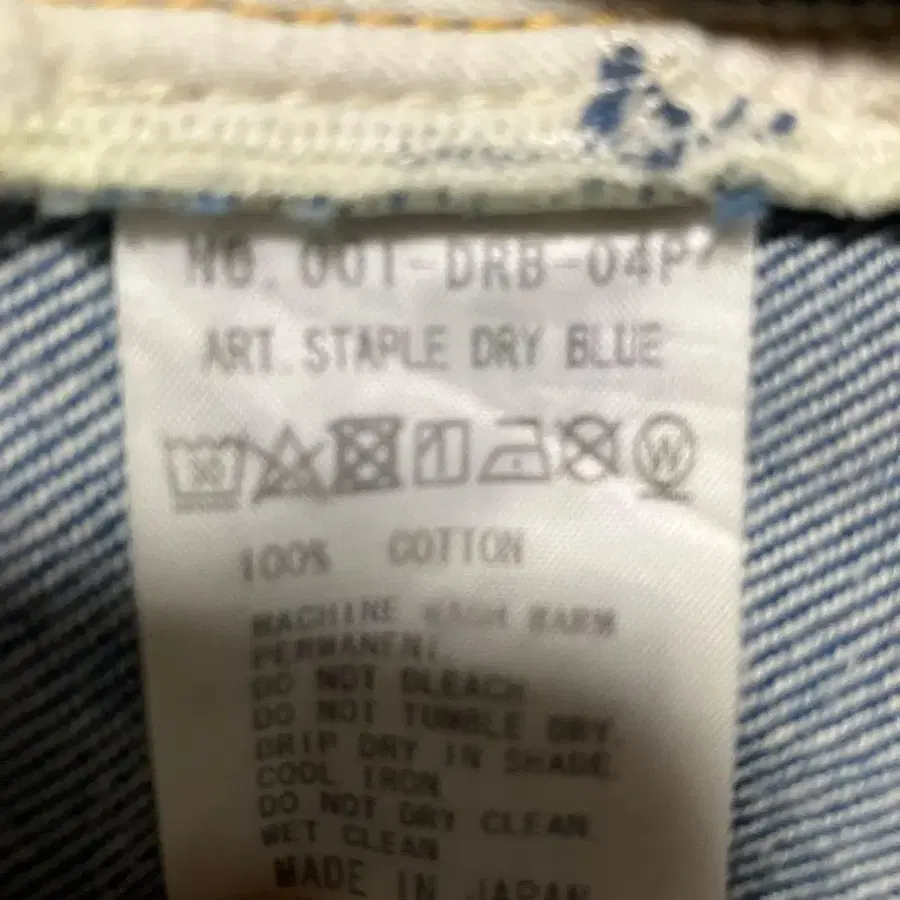 NO. 001-DRB-04P
ART. STAPLE DRY BLUE
30
W
100% COTTON
MACHINE WASH WARM
PERMANENT.
DO NOT BLEACH
DO NOT TUMBLE DRY.
DRIP DRY IN SHADE.
COOL IRON
DO NOT DRY CLEAN.
WET CLEAN
MADE IN JAPAN